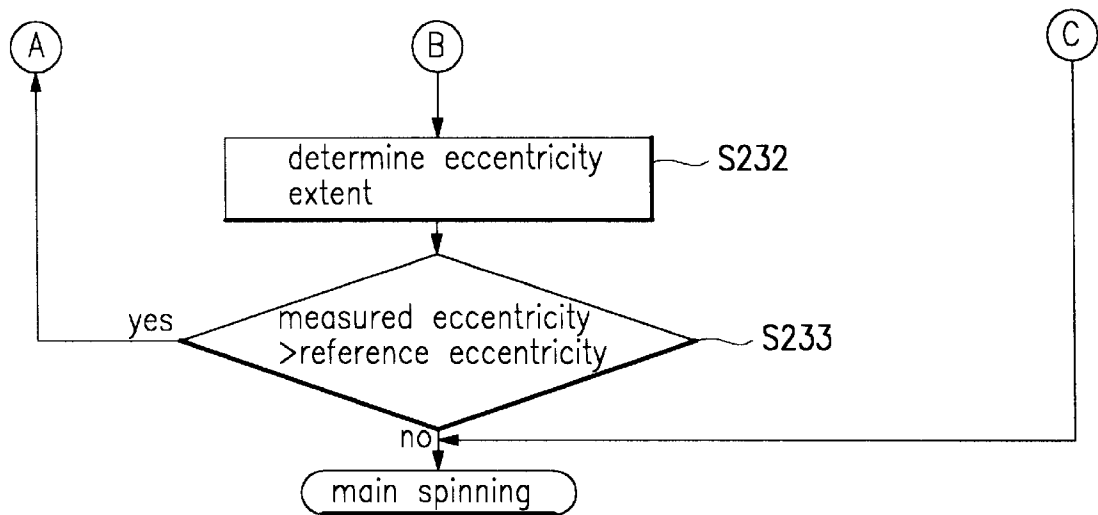 A
B
C
determine eccentricity
extent
S232
yes
measured eccentricity
>reference eccentricity
S233
no
main spinning